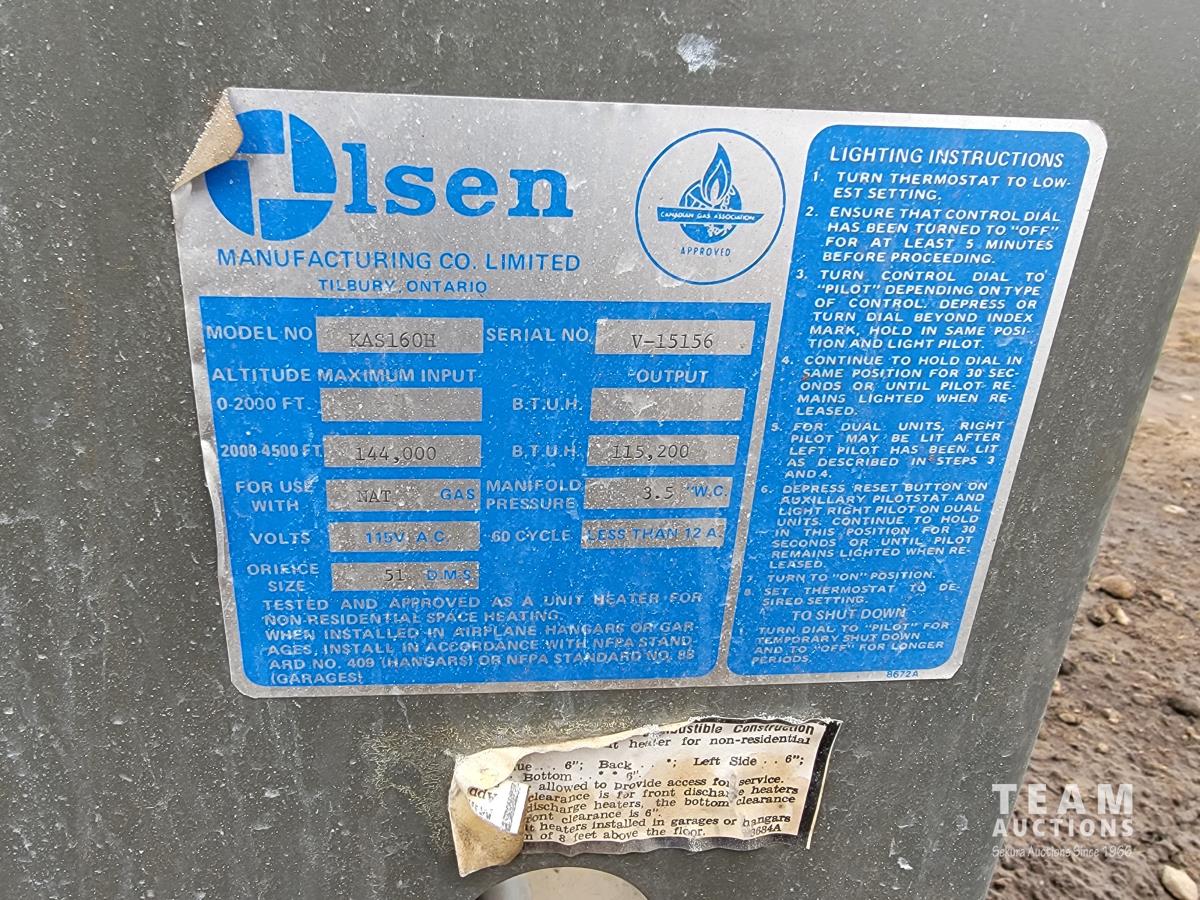 Olsen
MANUFACTURING CO. LIMITED
TILBURY, ONTARIO
CANADIAN GAS ASSOCIATION
APPROVED
MODEL NO KAS160H SERIAL NO. V-15156
ALTITUDE MAXIMUM INPUT OUTPUT
0-2000 FT. B.T.U.H.
2000-4500 FT. 144,000 B.T.U.H. 115,200
FOR USE WITH NAT GAS MANIFOLD PRESSURE 3.5 "W.C.
VOLTS 115V. A.C. 60 CYCLE LESS THAN 12 A.
ORIFICE SIZE 51 D.M.S.
TESTED AND APPROVED AS A UNIT HEATER FOR
NON-RESIDENTIAL SPACE HEATING.
WHEN INSTALLED IN AIRPLANE HANGARS OR GAR-
AGES, INSTALL IN ACCORDANCE WITH NFPA STAND-
ARD NO. 409 (HANGARS) OR NFPA STANDARD NO. 88
(GARAGES)
LIGHTING INSTRUCTIONS
1. TURN THERMOSTAT TO LOW-
EST SETTING.
2. ENSURE THAT CONTROL DIAL
HAS BEEN TURNED TO "OFF"
FOR AT LEAST 5 MINUTES
BEFORE PROCEEDING.
3. TURN CONTROL DIAL TO
"PILOT" DEPENDING ON TYPE
OF CONTROL. DEPRESS OR
TURN DIAL BEYOND INDEX
MARK, HOLD IN SAME POSI-
TION AND LIGHT PILOT.
4. CONTINUE TO HOLD DIAL IN
SAME POSITION FOR 30 SEC-
ONDS OR UNTIL PILOT RE-
MAINS LIGHTED WHEN RE-
LEASED.
5. FOR DUAL UNITS, RIGHT
PILOT MAY BE LIT AFTER
LEFT PILOT HAS BEEN LIT
AS DESCRIBED IN STEPS 3
AND 4.
6. DEPRESS RESET BUTTON ON
AUXILLARY PILOTSTAT AND
LIGHT RIGHT PILOT ON DUAL
UNITS. CONTINUE TO HOLD
IN THIS POSITION FOR 30
SECONDS OR UNTIL PILOT
REMAINS LIGHTED WHEN RE-
LEASED.
7. TURN TO "ON" POSITION.
8. SET THERMOSTAT TO DE-
SIRED SETTING.
TO SHUT DOWN
1. TURN DIAL TO "PILOT" FOR
TEMPORARY SHUT DOWN
AND TO "OFF" FOR LONGER
PERIODS.
8672A
bustible Construction
heater for non-residential
6"; Back . . *; Left Side . . 6";
Bottom . . * * 6".
allowed to provide access for service.
clearance is for front discharge heaters
discharge heaters, the bottom clearance
ont clearance is 6".
it heaters installed in garages or hangars
m of 8 feet above the floor. 8684A
TEAM
AUCTIONS
Sekura Auctions Since 1966